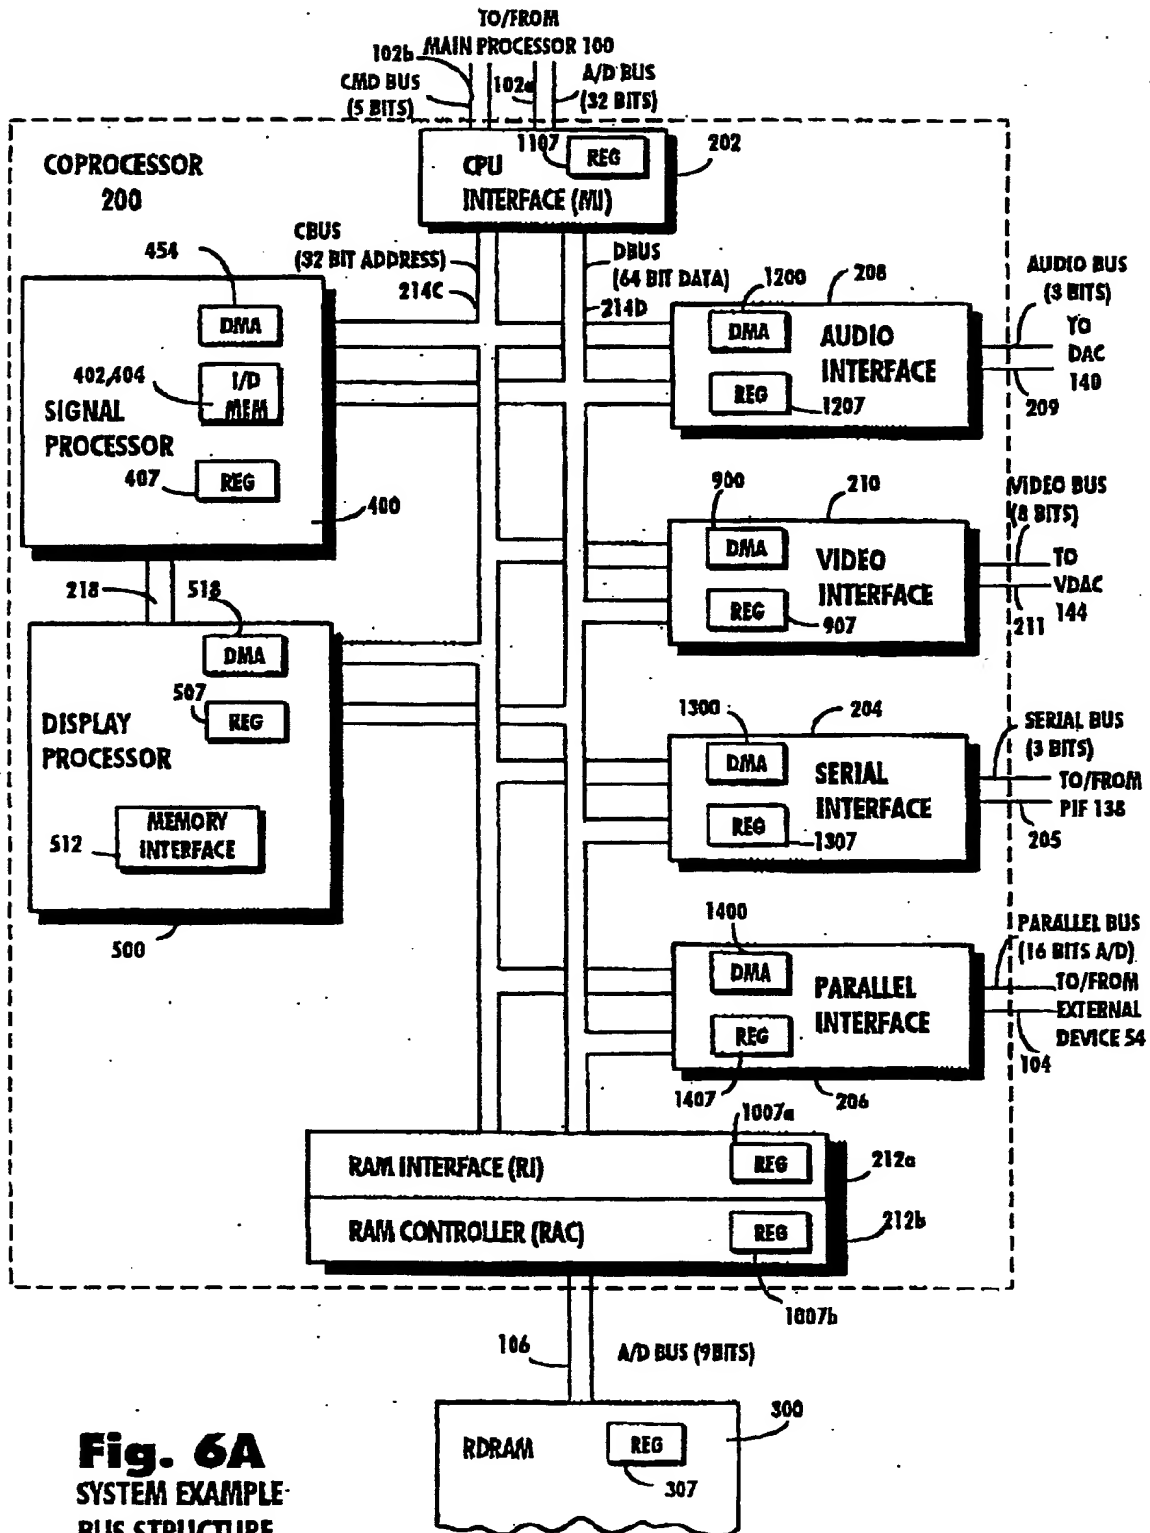 TO/FROM
MAIN PROCESSOR 100
102b
CMD BUS
(5 BITS)
102a
A/D BUS
(32 BITS)
COPROCESSOR
200
1107
REG
CPU
INTERFACE (MI)
202
CBUS
(32 BIT ADDRESS)
214C
DBUS
(64 BIT DATA)
214D
454
DMA
402,404
I/D
MEM
SIGNAL
PROCESSOR
407
REG
400
1200
208
DMA
AUDIO
INTERFACE
REG
1207
AUDIO BUS
(3 BITS)
TO
DAC
140
209
900
210
DMA
VIDEO
INTERFACE
REG
907
VIDEO BUS
(8 BITS)
TO
VDAC
144
211
218
518
DMA
507
REG
DISPLAY
PROCESSOR
MEMORY
INTERFACE
512
500
1300
204
DMA
SERIAL
INTERFACE
REG
1307
SERIAL BUS
(3 BITS)
TO/FROM
PIF 138
205
1400
DMA
PARALLEL
INTERFACE
REG
1407
206
PARALLEL BUS
(16 BITS A/D)
TO/FROM
EXTERNAL
DEVICE 54
104
1007a
RAM INTERFACE (RI)
REG
212a
RAM CONTROLLER (RAC)
REG
212b
1007b
106
A/D BUS (9BITS)
300
RDRAM
REG
307
Fig. 6A
SYSTEM EXAMPLE
BUS STRUCTURE